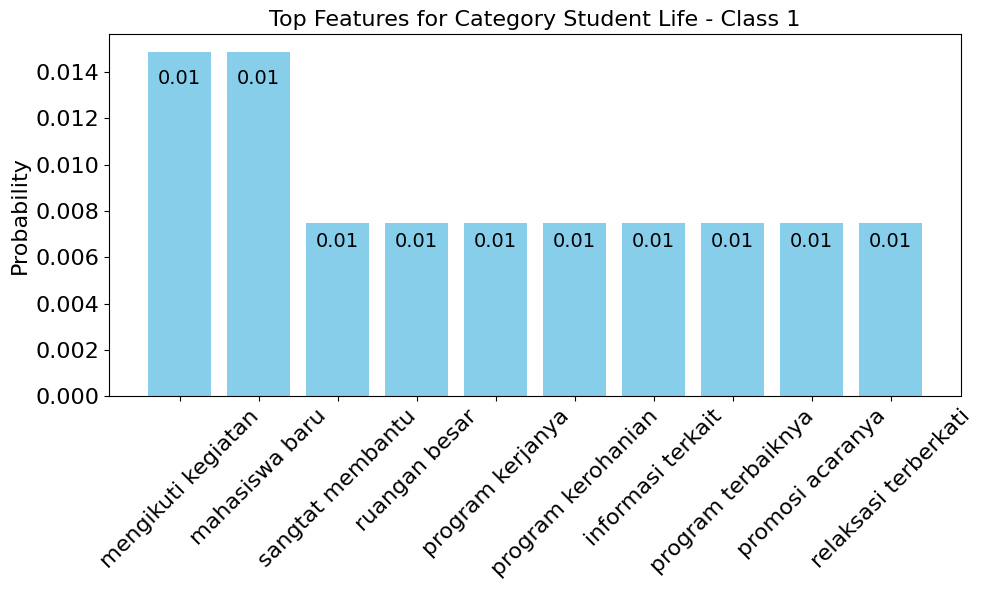 Top Features for Category Student Life - Class 1
Probability
0.014
0.012
0.010
0.008
0.006
0.004
0.002
0.000
0.01
0.01
0.01
0.01
0.01
0.01
0.01
0.01
0.01
0.01
mengikuti kegiatan
mahasiswa baru
sangtat membantu
ruangan besar
program kerjanya
program kerohanian
informasi terkait
program terbaiknya
promosi acaranya
relaksasi terberkati